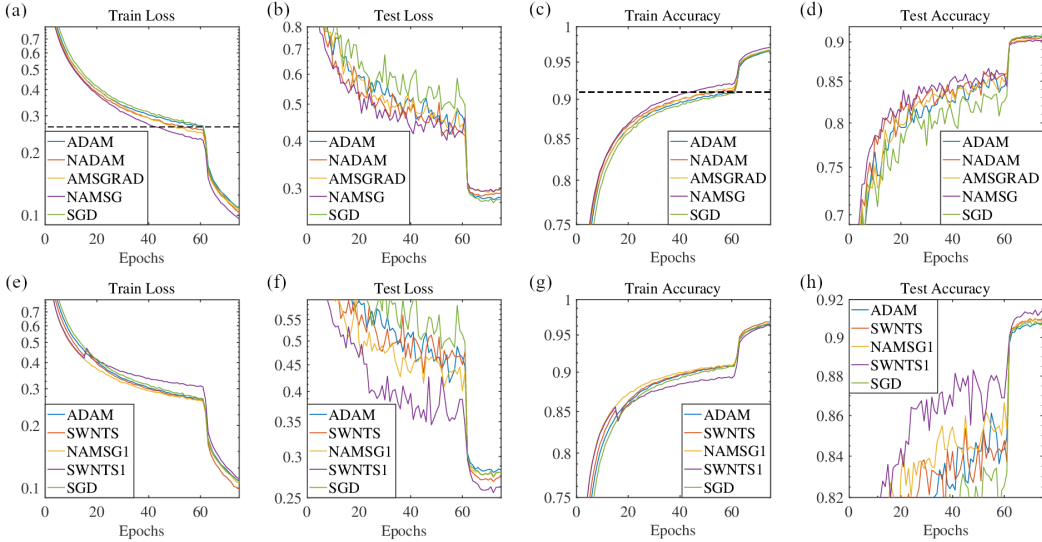 (a) Train Loss
0.7
0.6
0.5
0.4
0.3
0.2
0.1
ADAM
NADAM
AMSGRAD
NAMSG
SGD
0 20 40 60
Epochs
(b) Test Loss
0.8
0.7
0.6
0.5
0.4
0.3
ADAM
NADAM
AMSGRAD
NAMSG
SGD
0 20 40 60
Epochs
(c) Train Accuracy
1
0.95
0.9
0.85
0.8
0.75
ADAM
NADAM
AMSGRAD
NAMSG
SGD
0 20 40 60
Epochs
(d) Test Accuracy
0.9
0.85
0.8
0.75
0.7
ADAM
NADAM
AMSGRAD
NAMSG
SGD
0 20 40 60
Epochs
(e) Train Loss
0.7
0.6
0.5
0.4
0.3
0.2
0.1
ADAM
SWNTS
NAMSG1
SWNTS1
SGD
0 20 40 60
Epochs
(f) Test Loss
0.55
0.5
0.45
0.4
0.35
0.3
0.25
ADAM
SWNTS
NAMSG1
SWNTS1
SGD
0 20 40 60
Epochs
(g) Train Accuracy
1
0.95
0.9
0.85
0.8
0.75
ADAM
SWNTS
NAMSG1
SWNTS1
SGD
0 20 40 60
Epochs
(h) Test Accuracy
0.92
0.9
0.88
0.86
0.84
0.82
ADAM
SWNTS
NAMSG1
SWNTS1
SGD
0 20 40 60
Epochs